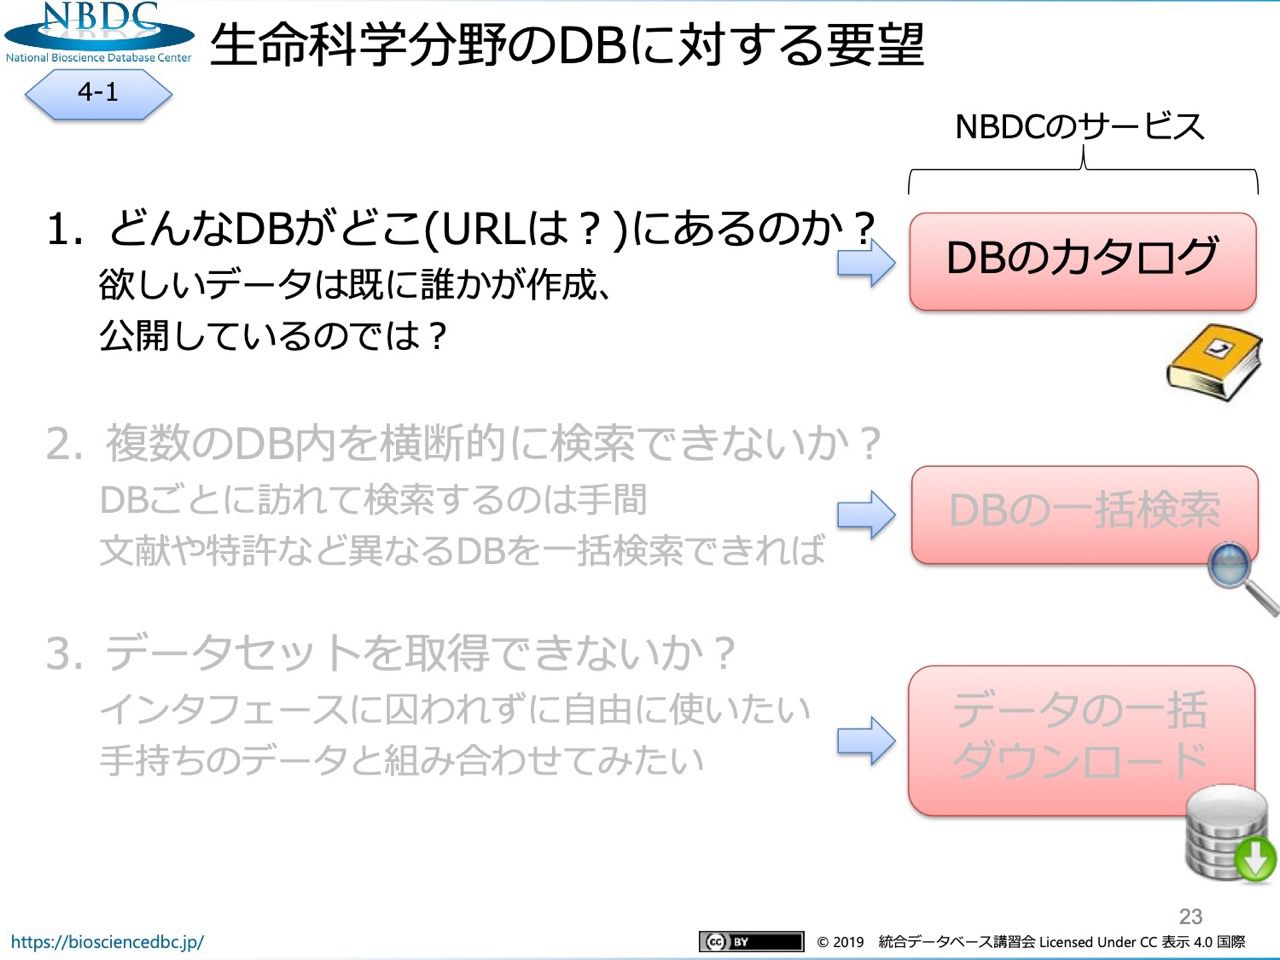 NBDC
National Bioscience Database Center
生命科学分野のDBに対する要望
4-1
NBDCのサービス
1. どんなDBがどこ(URLは？)にあるのか？
欲しいデータは既に誰かが作成、
公開しているのでは？
DBのカタログ
2. 複数のDB内を横断的に検索できないか？
DBごとに訪れて検索するのは手間
文献や特許など異なるDBを一括検索できれば
DBの一括検索
3. データセットを取得できないか？
インタフェースに囚われずに自由に使いたい
手持ちのデータと組み合わせてみたい
データの一括
ダウンロード
23
https://biosciencedbc.jp/
cc BY
© 2019 統合データベース講習会 Licensed Under CC 表示 4.0 国際